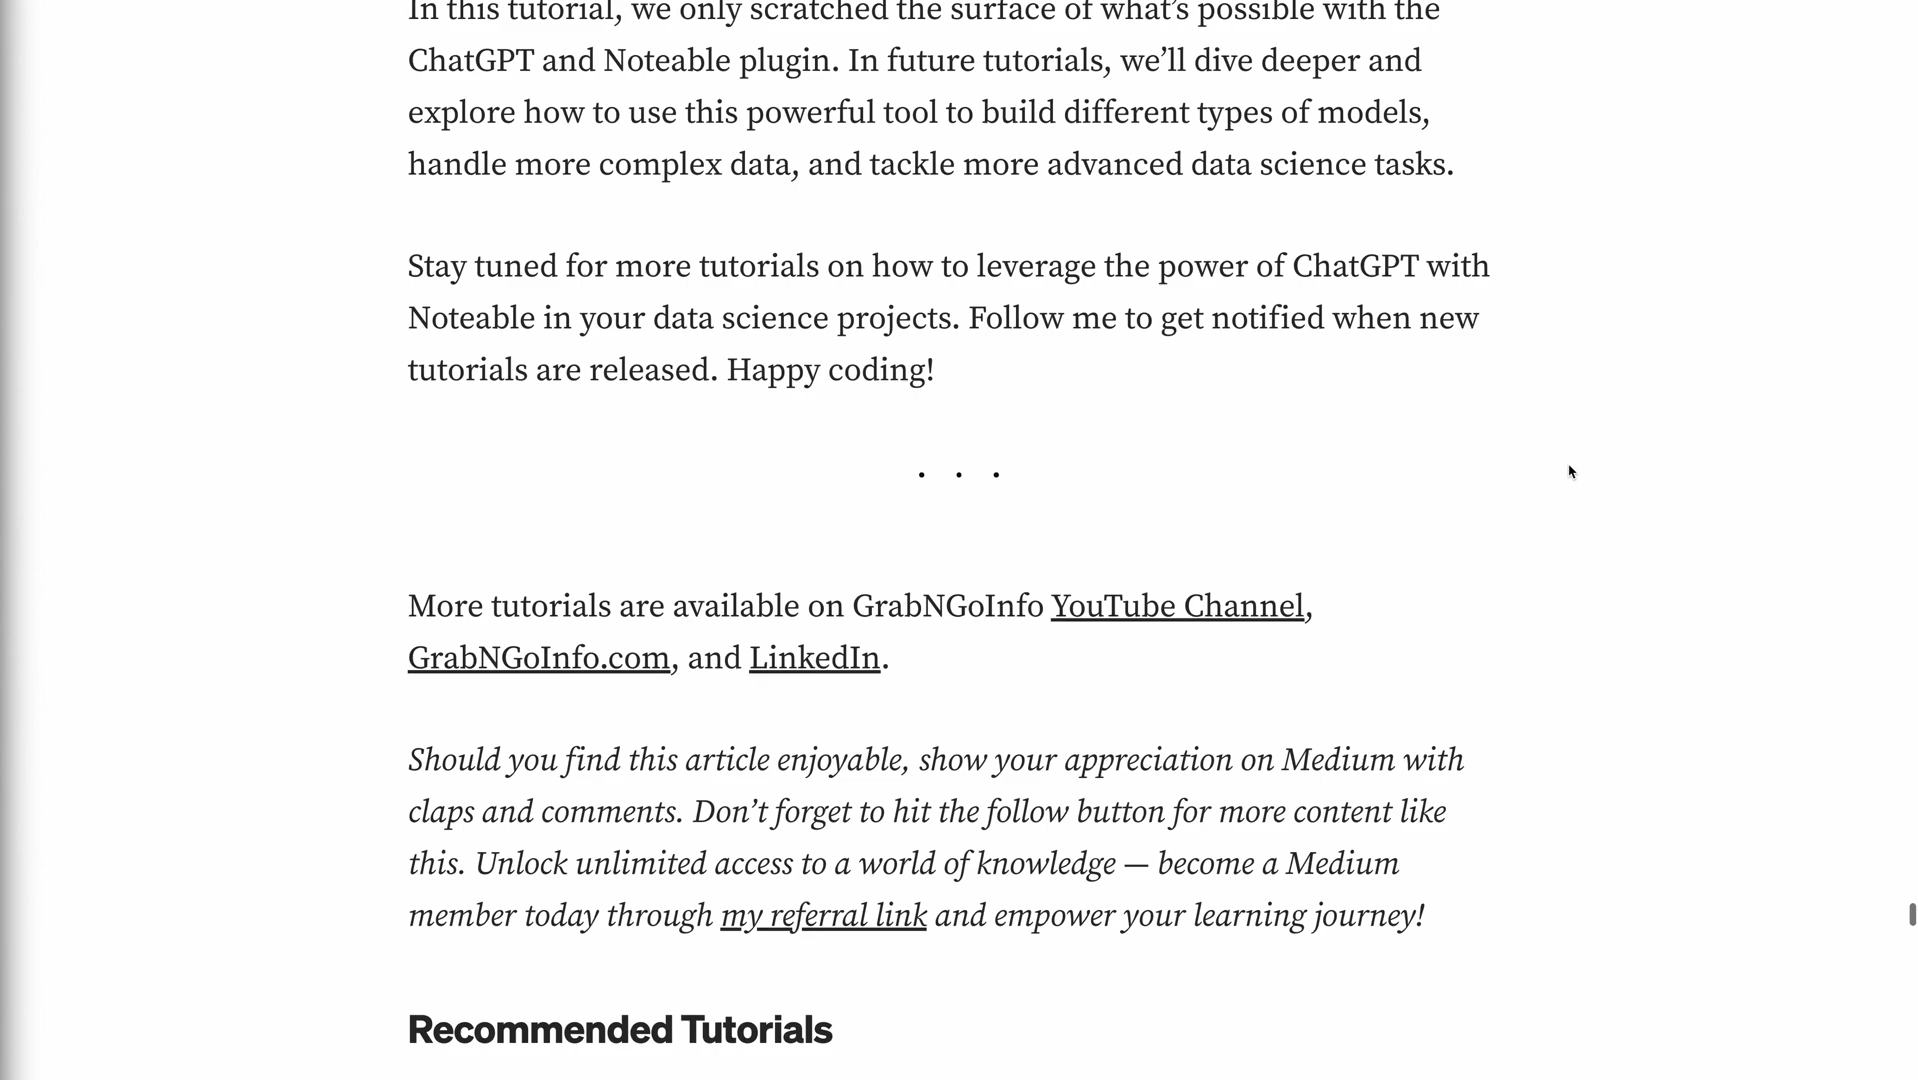 In this tutorial, we only scratched the surface of what’s possible with the
ChatGPT and Noteable plugin. In future tutorials, we’ll dive deeper and
explore how to use this powerful tool to build different types of models,
handle more complex data, and tackle more advanced data science tasks.
Stay tuned for more tutorials on how to leverage the power of ChatGPT with
Noteable in your data science projects. Follow me to get notified when new
tutorials are released. Happy coding!
. . .
More tutorials are available on GrabNGoInfo YouTube Channel,
GrabNGoInfo.com, and LinkedIn.
Should you find this article enjoyable, show your appreciation on Medium with
claps and comments. Don’t forget to hit the follow button for more content like
this. Unlock unlimited access to a world of knowledge — become a Medium
member today through my referral link and empower your learning journey!
Recommended Tutorials